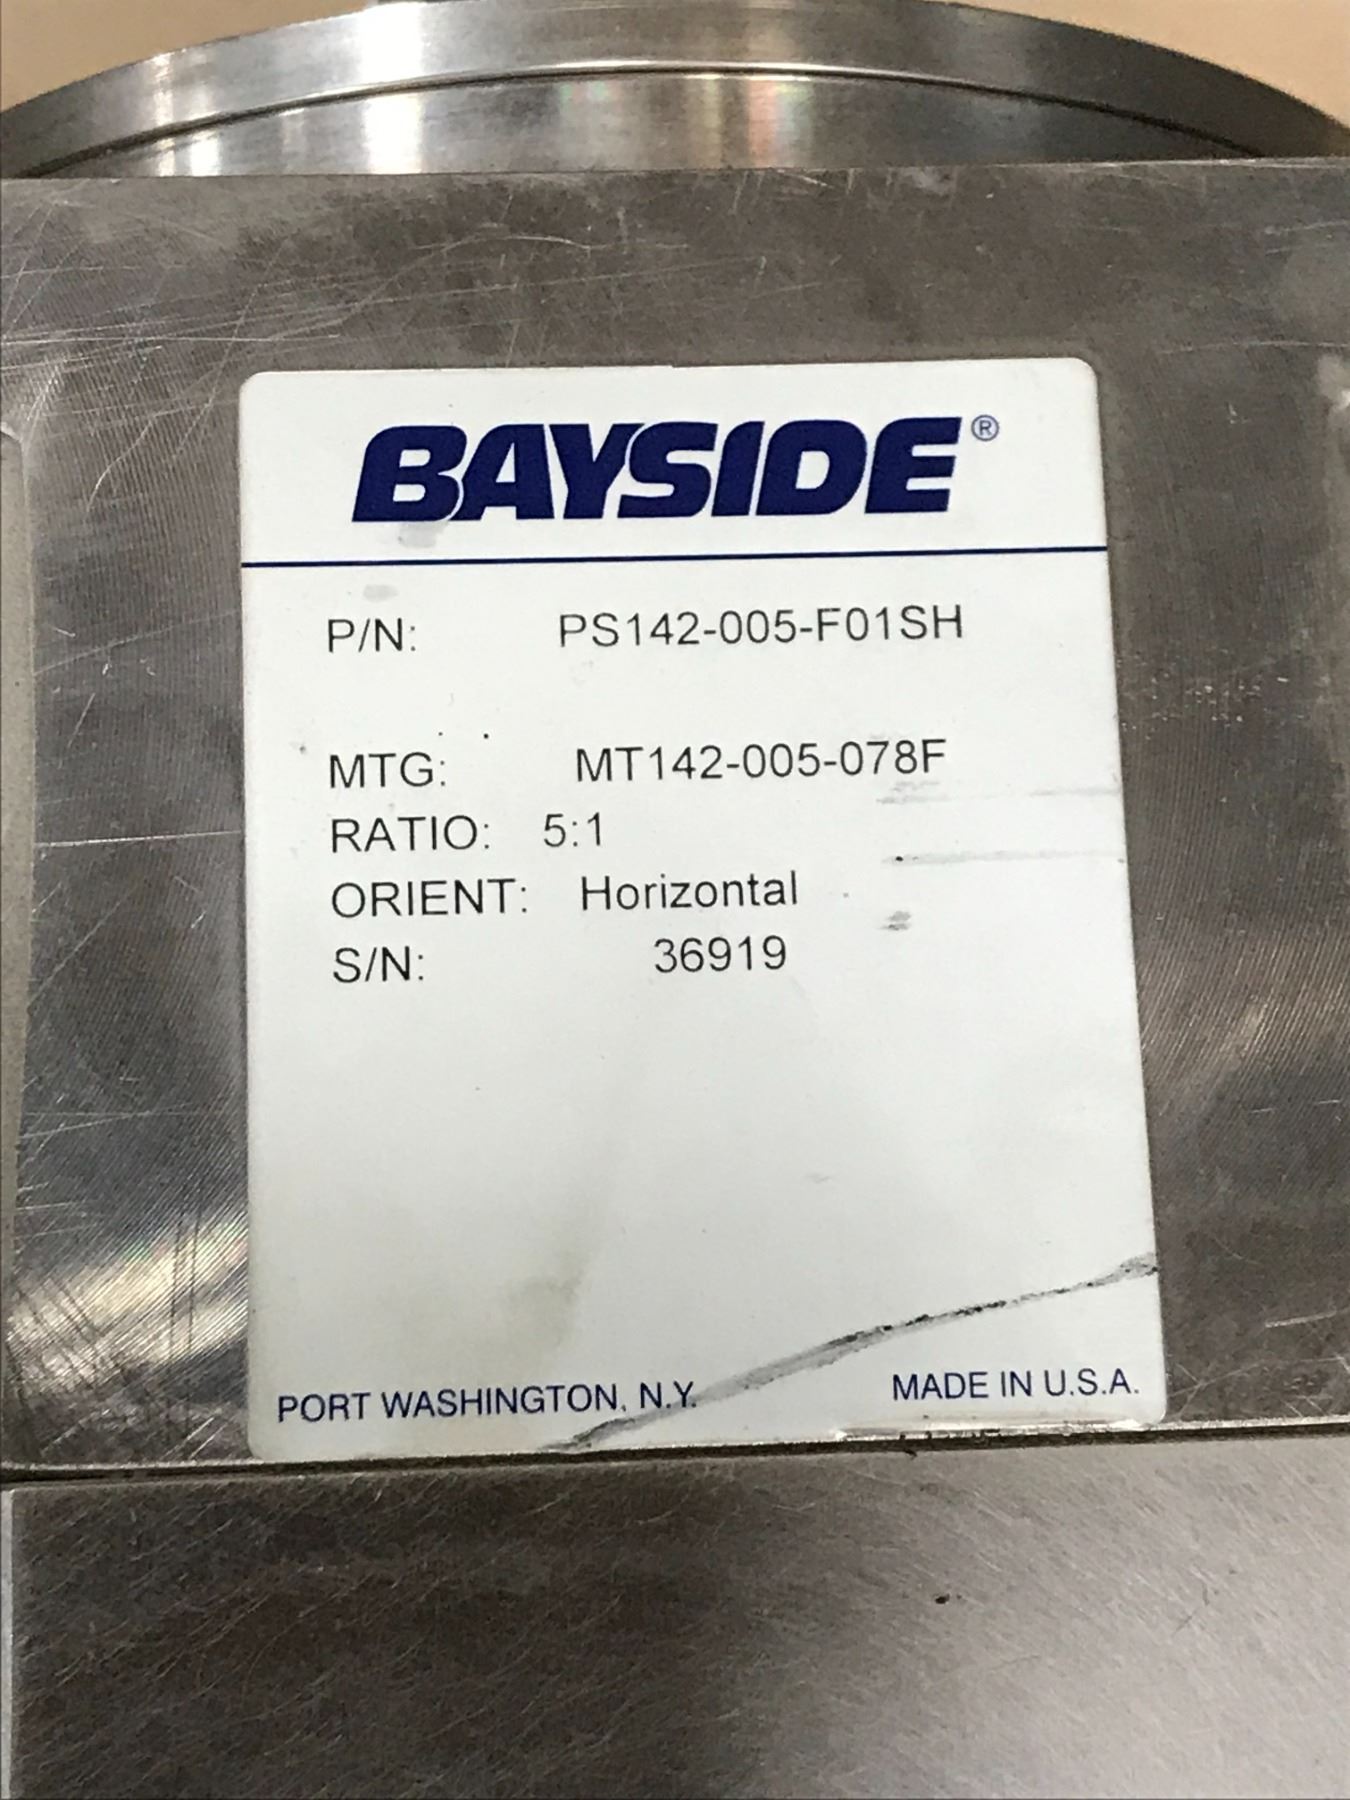 BAYSIDE®
P/N: PS142-005-F01SH
MTG: MT142-005-078F
RATIO: 5:1
ORIENT: Horizontal
S/N: 36919
PORT WASHINGTON, N.Y. MADE IN U.S.A.